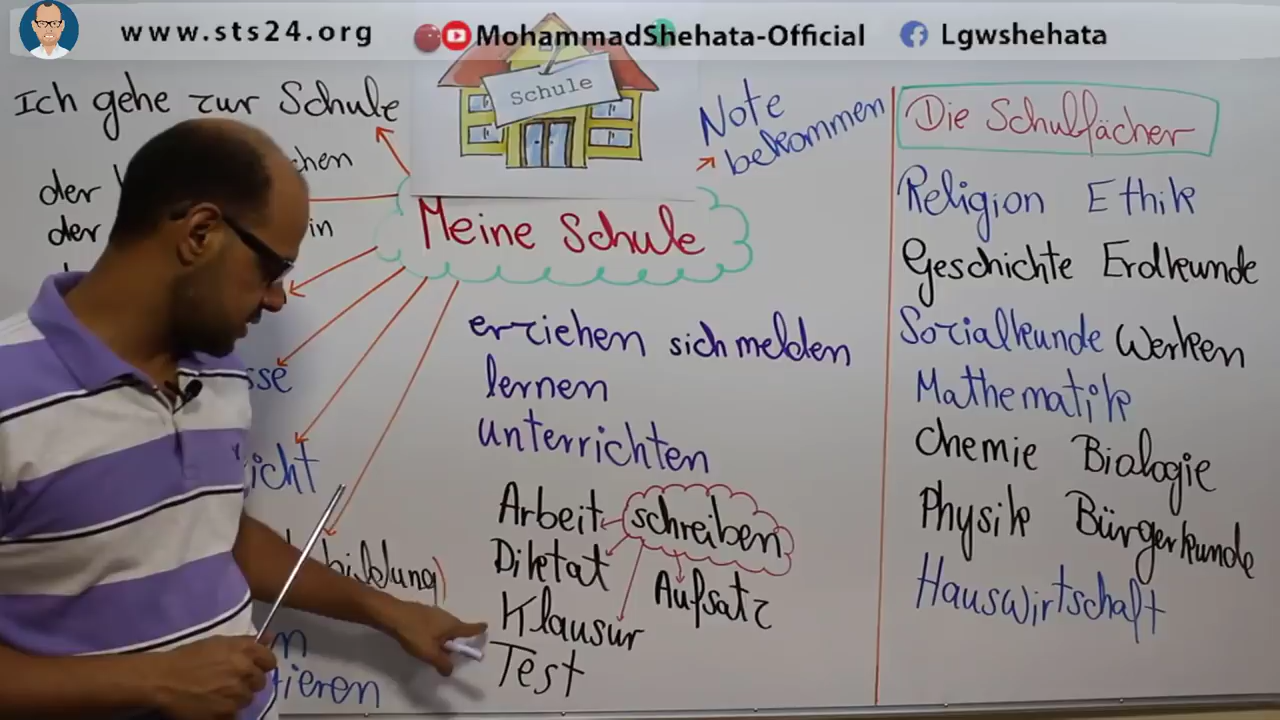 www.sts24.org MohammadShehata-Official Lgwshehata
Schule
Ich gehe zur Schule
der
der
Meine Schule
Note
bekommen
erziehen sich melden
lernen
unterrichten
Arbeit schreiben
Diktat Aufsatz
Klausur
Test
Die Schulfächer
Religion Ethik
Geschichte Erdkunde
Sozialkunde Werken
Mathematik
Chemie Biologie
Physik Bürgerkunde
Hauswirtschaft